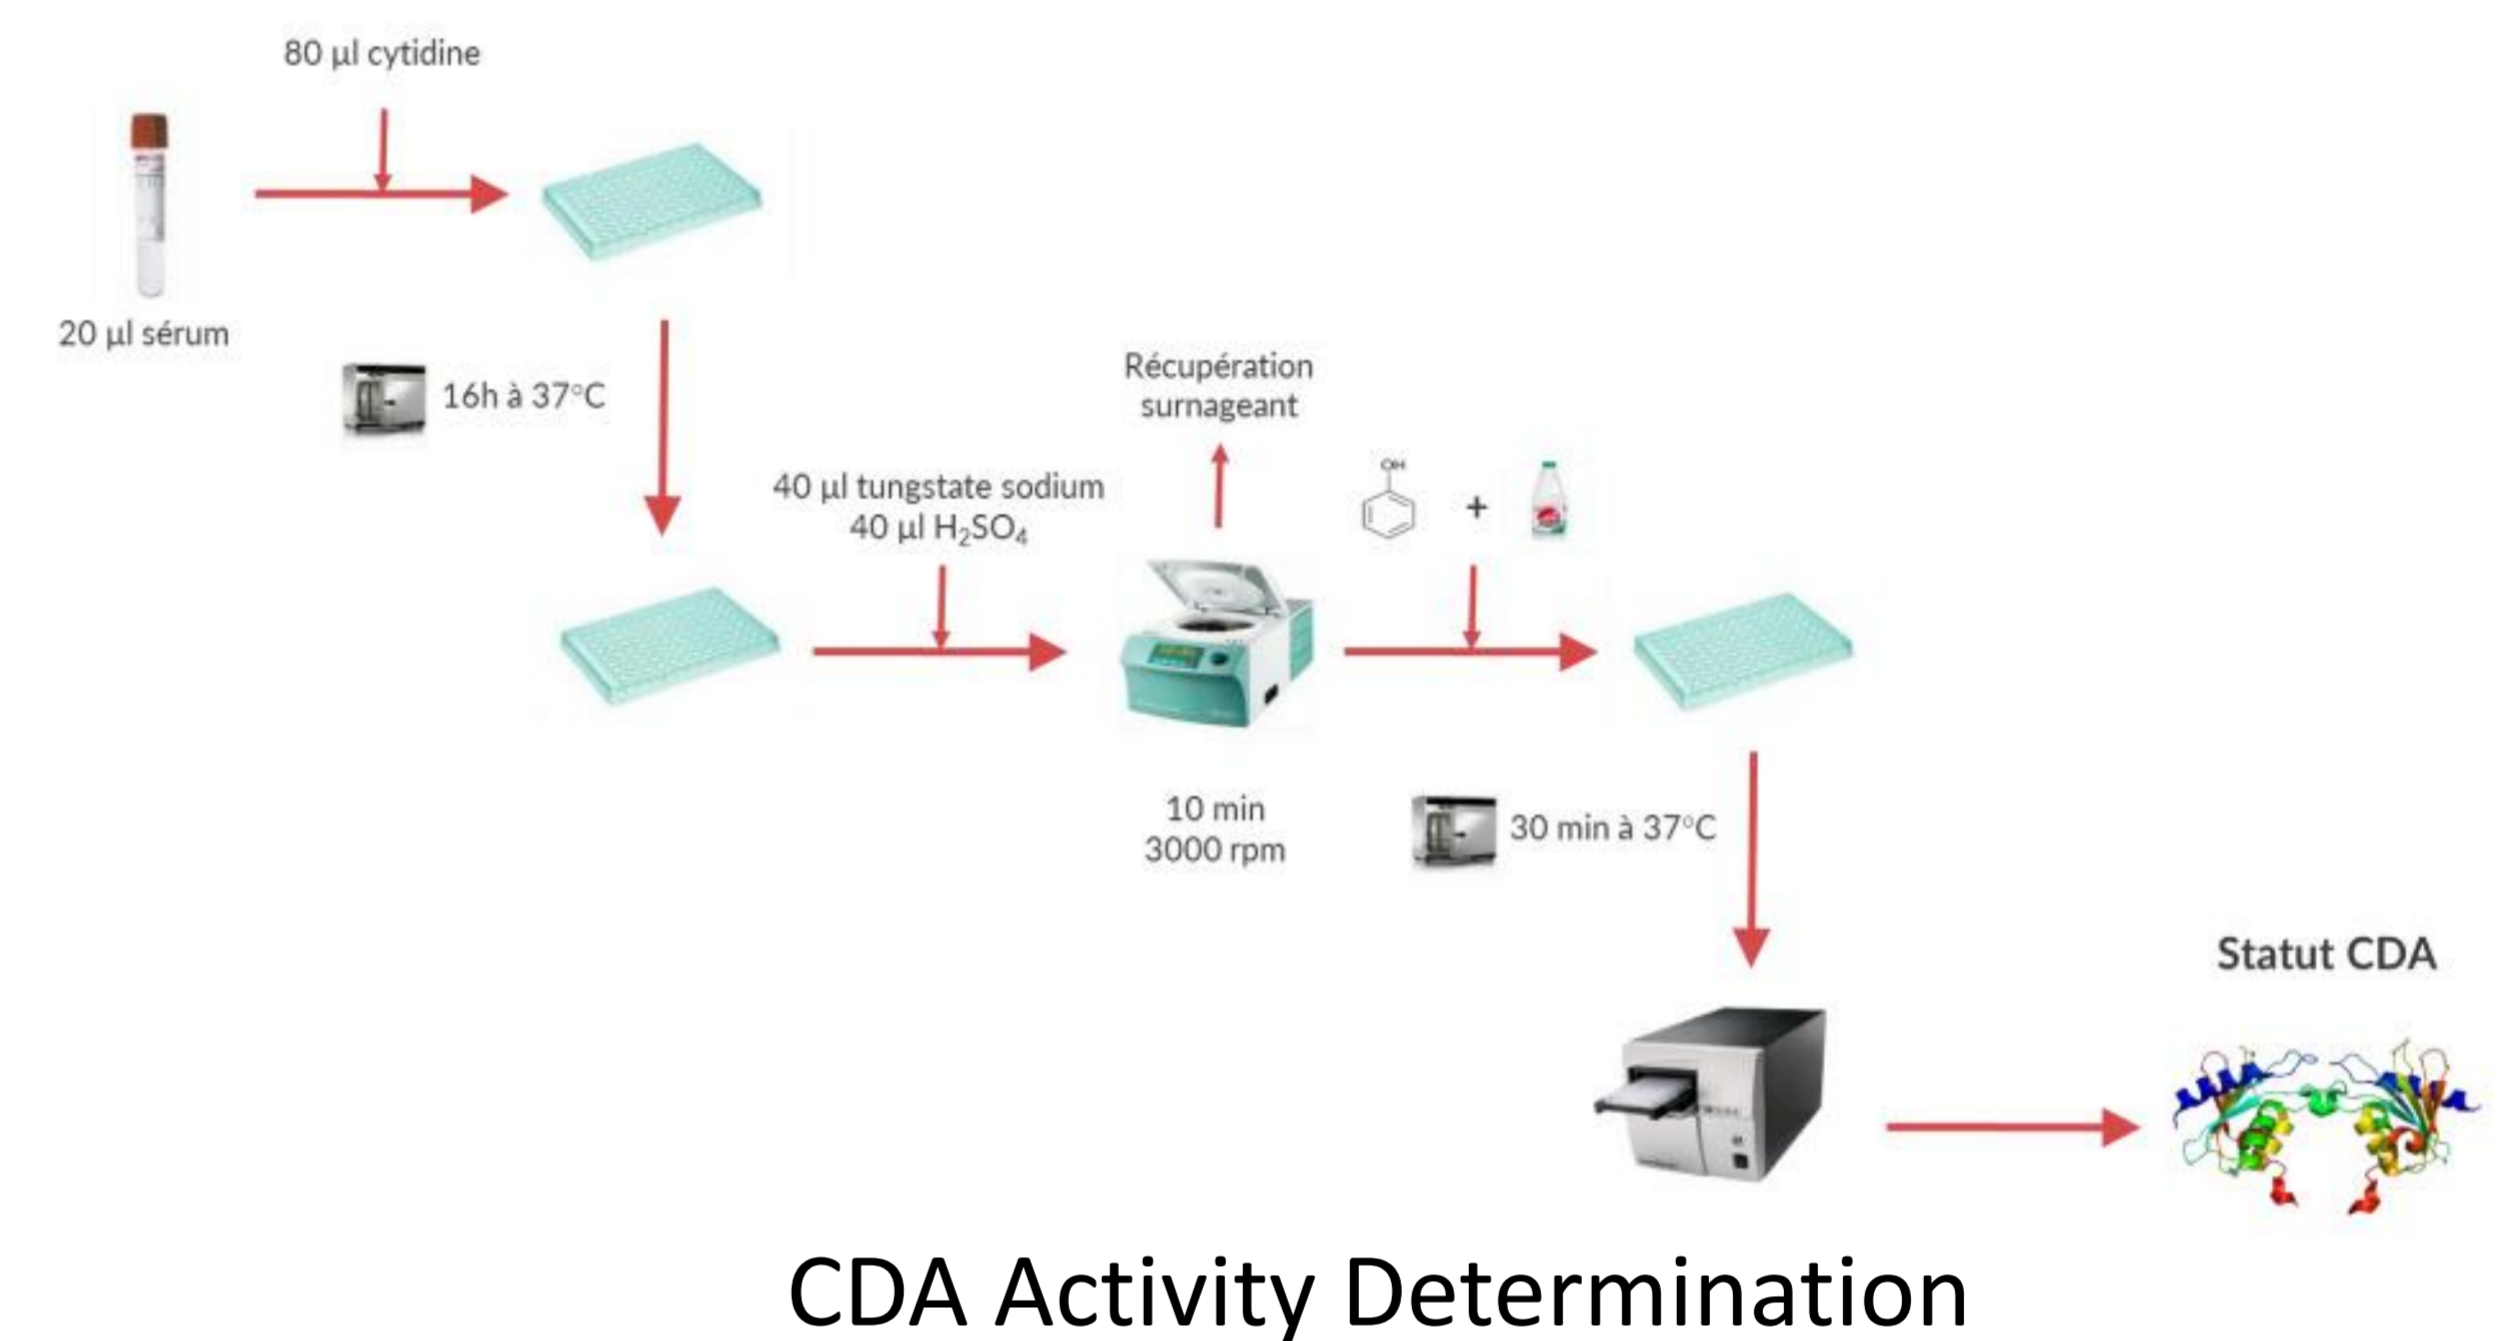 80 µl cytidine
20 µl sérum
16h à 37°C
40 µl tungstate sodium
40 µl H₂SO₄
Récupération
surnageant
OH
+
10 min
3000 rpm
30 min à 37°C
Statut CDA
CDA Activity Determination